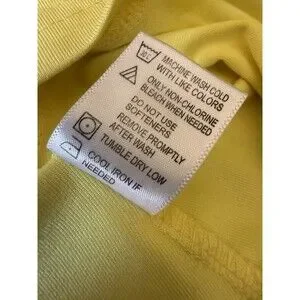 MACHINE WASH COLD
WITH LIKE COLORS
ONLY NON-CHLORINE
BLEACH WHEN NEEDED
DO NOT USE
SOFTENERS
REMOVE PROMPTLY
AFTER WASH
TUMBLE DRY LOW
COOL IRON IF
NEEDED